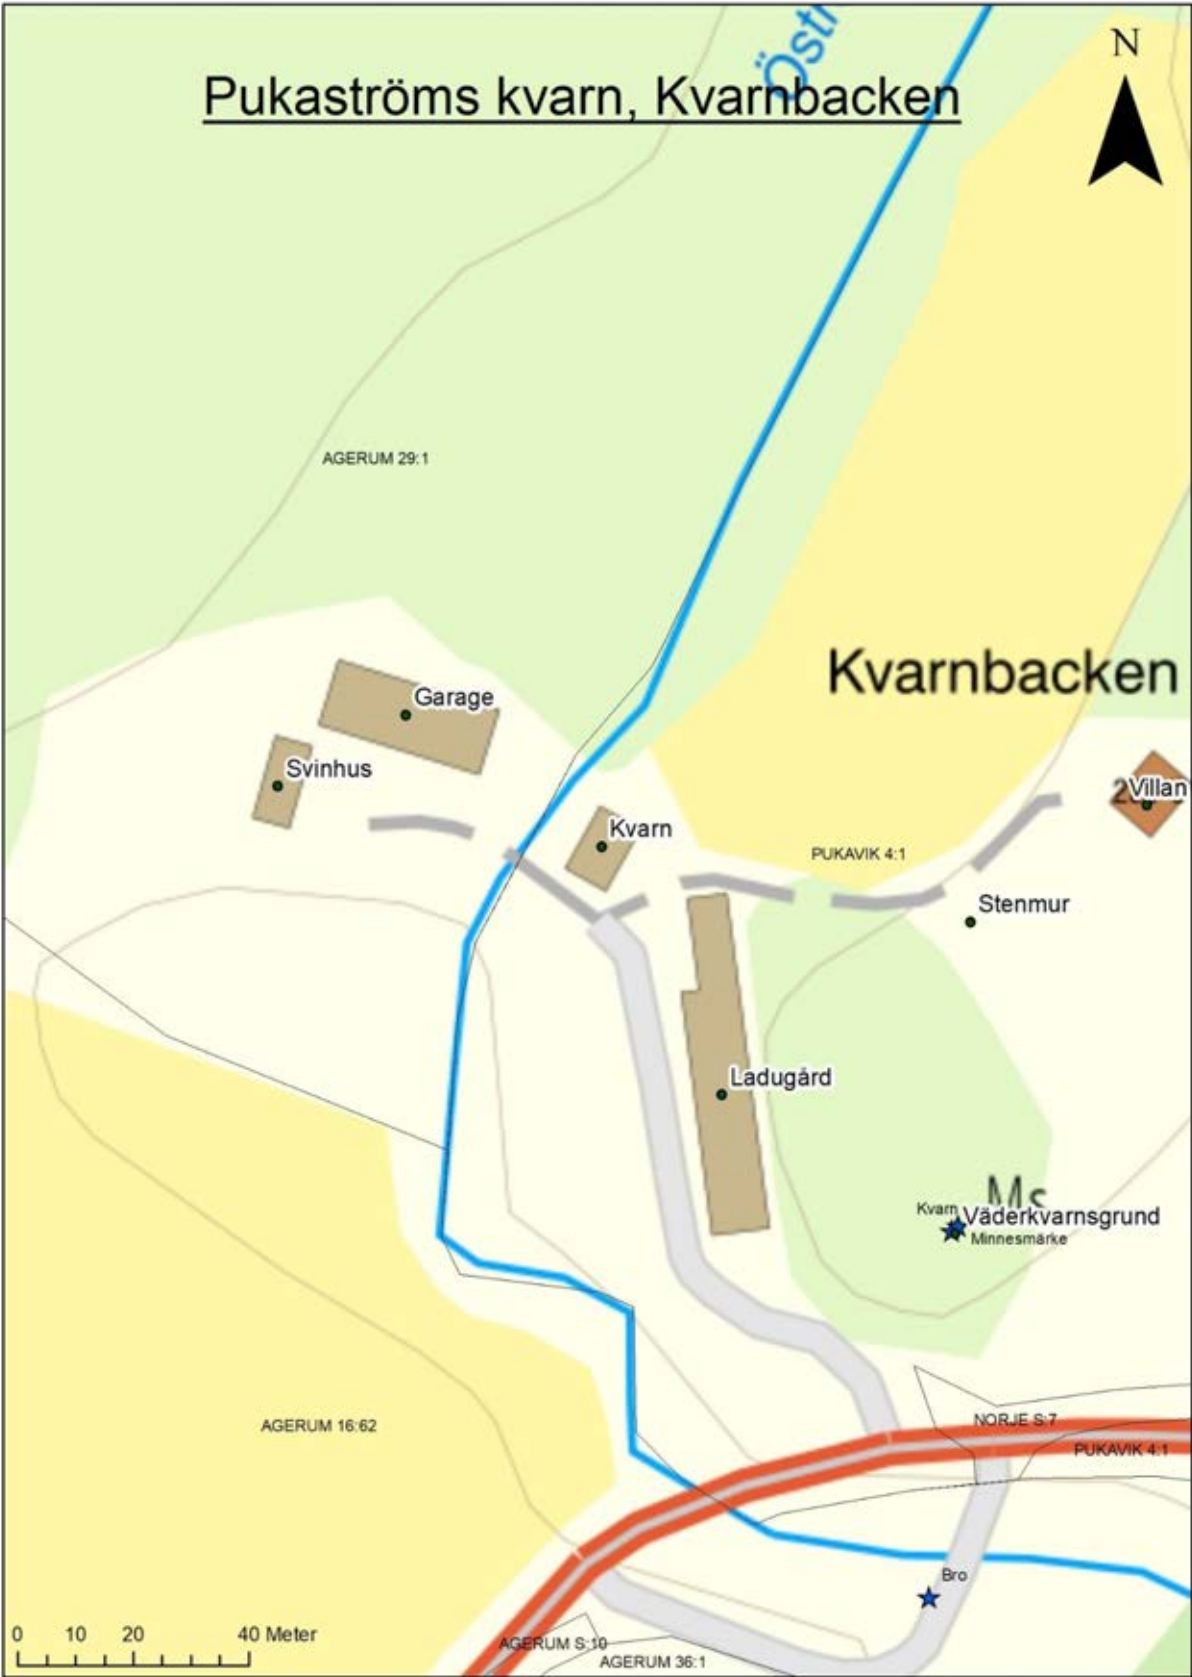 Östr
N
Pukaströms kvarn, Kvarnbacken
AGERUM 29:1
Kvarnbacken
Garage
Svinhus
Villan
Kvarn
PUKAVIK 4:1
Stenmur
Ladugård
Ms
Kvarn
Väderkvarnsgrund
Minnesmärke
NORJE S:7
AGERUM 16:62
PUKAVIK 4:1
Bro
0 10 20 40 Meter
AGERUM S:10
AGERUM 36:1